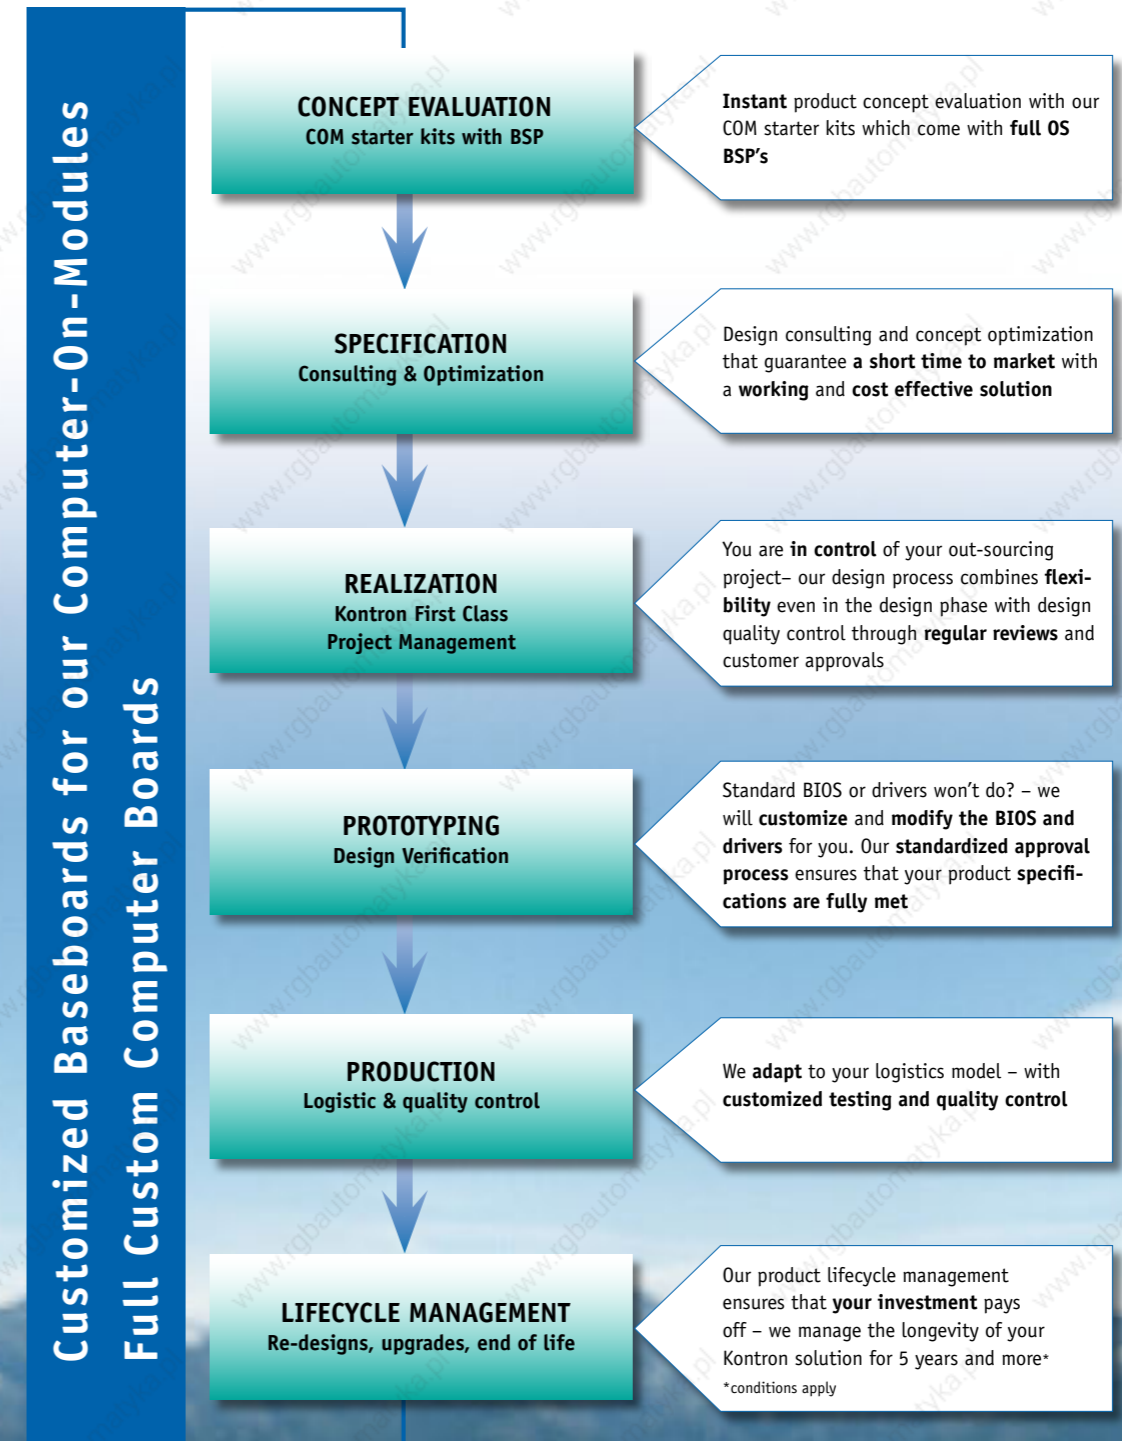 Customized Baseboards for our Computer-On-Modules
Full Custom Computer Boards
CONCEPT EVALUATION
COM starter kits with BSP
Instant product concept evaluation with our
COM starter kits which come with full OS
BSP's
SPECIFICATION
Consulting & Optimization
Design consulting and concept optimization
that guarantee a short time to market with
a working and cost effective solution
REALIZATION
Kontron First Class
Project Management
You are in control of your out-sourcing
project– our design process combines flexi-
bility even in the design phase with design
quality control through regular reviews and
customer approvals
PROTOTYPING
Design Verification
Standard BIOS or drivers won't do? – we
will customize and modify the BIOS and
drivers for you. Our standardized approval
process ensures that your product specifi-
cations are fully met
PRODUCTION
Logistic & quality control
We adapt to your logistics model – with
customized testing and quality control
LIFECYCLE MANAGEMENT
Re-designs, upgrades, end of life
Our product lifecycle management
ensures that your investment pays
off – we manage the longevity of your
Kontron solution for 5 years and more*
*conditions apply
www.rgbautomatyka.pl